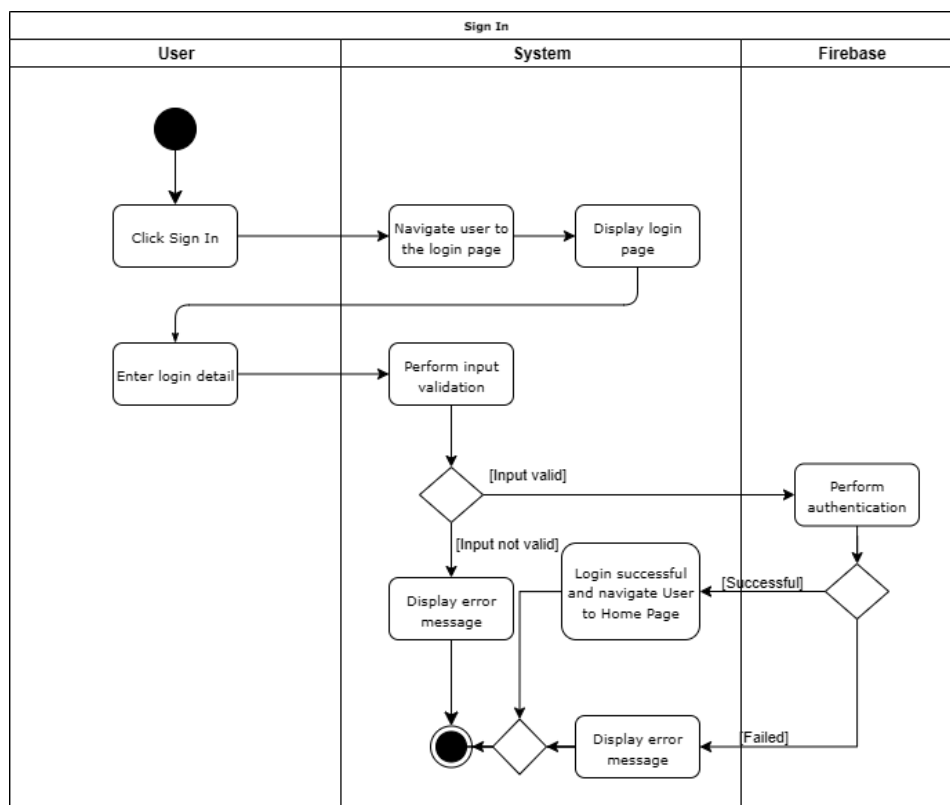 Sign In
User
System
Firebase
Click Sign In
Navigate user to
the login page
Display login
page
Enter login detail
Perform input
validation
[Input valid]
Perform
authentication
[Input not valid]
Login successful
and navigate User
to Home Page
[Successful]
Display error
message
Display error
message
[Failed]